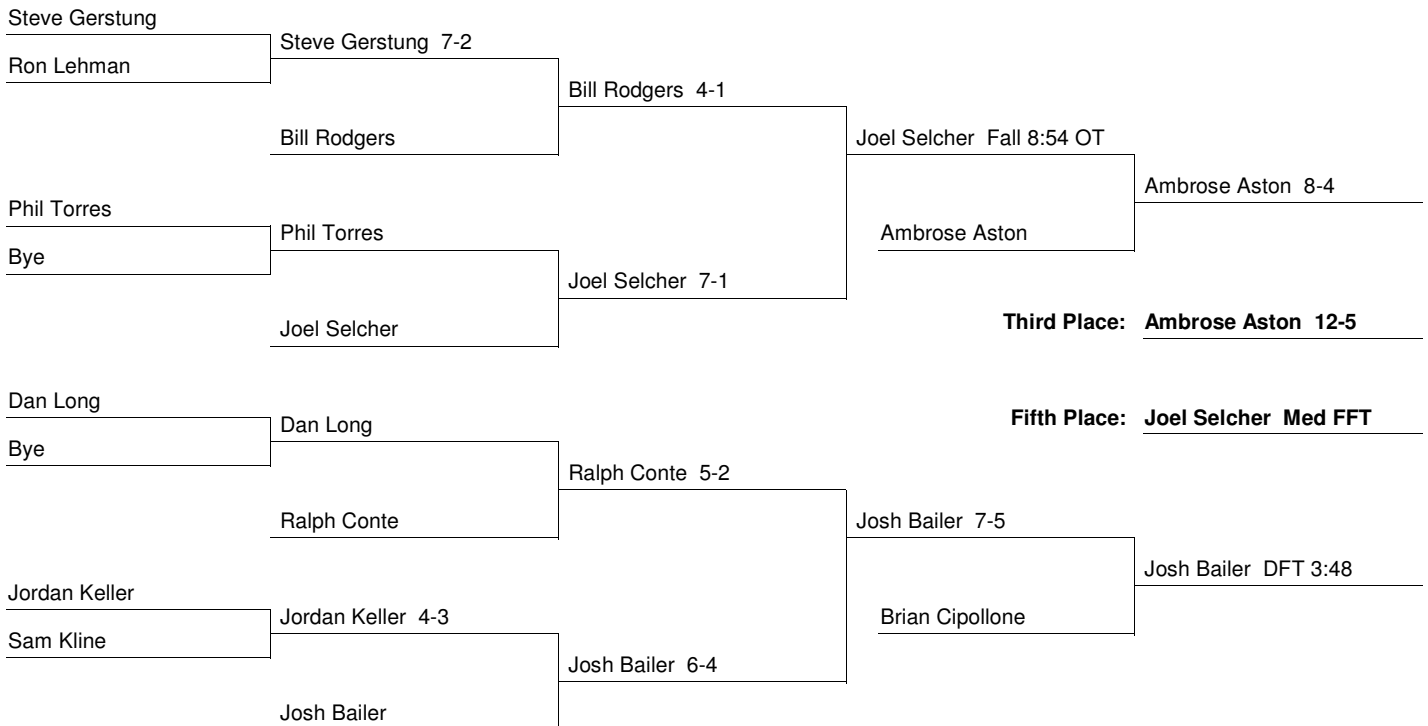 Steve Gerstung
Steve Gerstung 7-2
Ron Lehman
Bill Rodgers 4-1
Bill Rodgers
Joel Selcher Fall 8:54 OT
Ambrose Aston 8-4
Phil Torres
Phil Torres
Ambrose Aston
Bye
Joel Selcher 7-1
Joel Selcher
Third Place: Ambrose Aston 12-5
Dan Long
Dan Long
Fifth Place: Joel Selcher Med FFT
Bye
Ralph Conte 5-2
Ralph Conte
Josh Bailer 7-5
Josh Bailer DFT 3:48
Jordan Keller
Jordan Keller 4-3
Brian Cipollone
Sam Kline
Josh Bailer 6-4
Josh Bailer